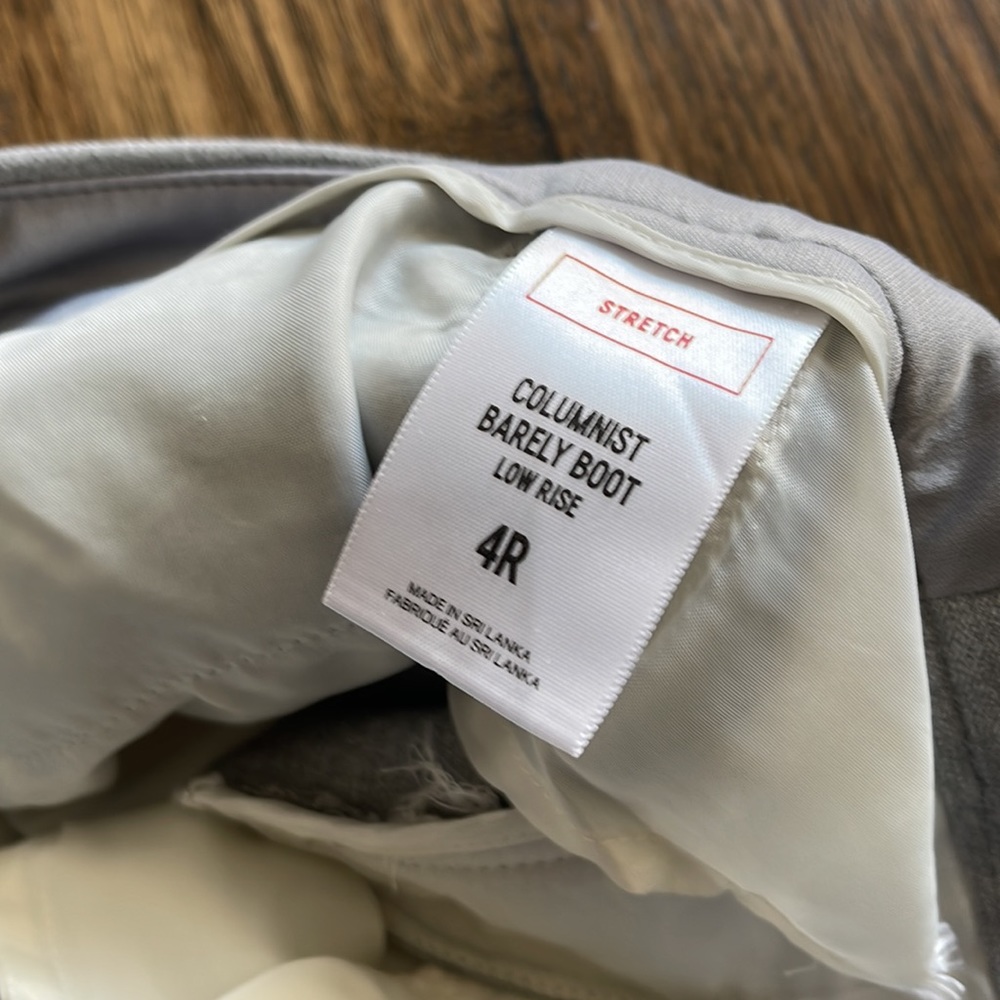 STRETCH
COLUMNIST
BARELY BOOT
LOW RISE
4R
MADE IN SRI LANKA
FABRIQUÉ AU SRI LANKA